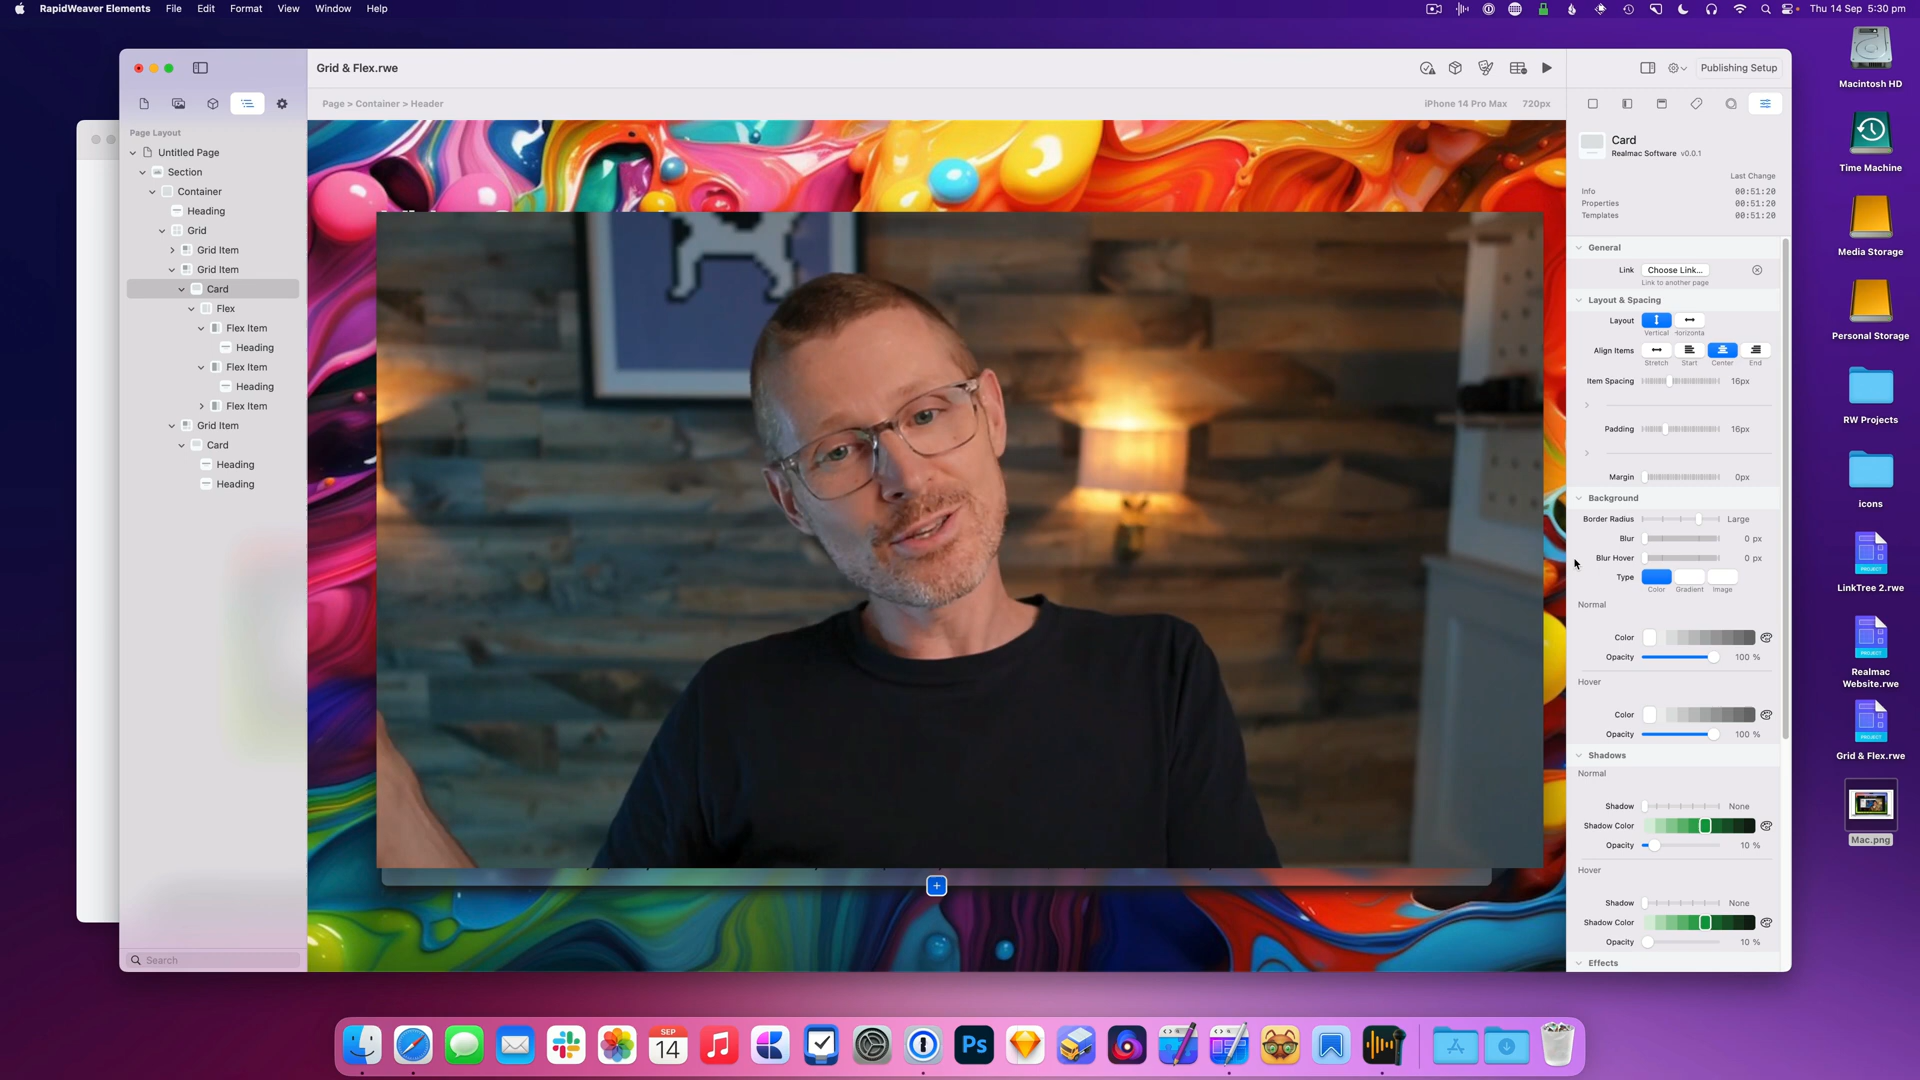 RapidWeaver Elements File Edit Format View Window Help
Thu 14 Sep 5:30 pm
Grid & Flex.rwe
Publishing Setup
Page > Container > Header
iPhone 14 Pro Max 720px
Page Layout
Untitled Page
Section
Container
Heading
Grid
Grid Item
Grid Item
Card
Flex
Flex Item
Heading
Flex Item
Heading
Flex Item
Grid Item
Card
Heading
Heading
Search
Card
Realmac Software v0.0.1
Last Change
Info 00:51:20
Properties 00:51:20
Templates 00:51:20
General
Link Choose Link...
Link to another page
Layout & Spacing
Layout
Vertical Horizonta
Align Items
Stretch Start Center End
Item Spacing 16px
Padding 16px
Margin 0px
Background
Border Radius Large
Blur 0 px
Blur Hover 0 px
Type
Color Gradient Image
Normal
Color
Opacity 100 %
Hover
Color
Opacity 100 %
Shadows
Normal
Shadow None
Shadow Color
Opacity 10 %
Hover
Shadow None
Shadow Color
Opacity 10 %
Effects
Macintosh HD
Time Machine
Media Storage
Personal Storage
RW Projects
icons
PROJECT
LinkTree 2.rwe
PROJECT
Realmac
Website.rwe
PROJECT
Grid & Flex.rwe
Mac.png
SEP
14
Ps